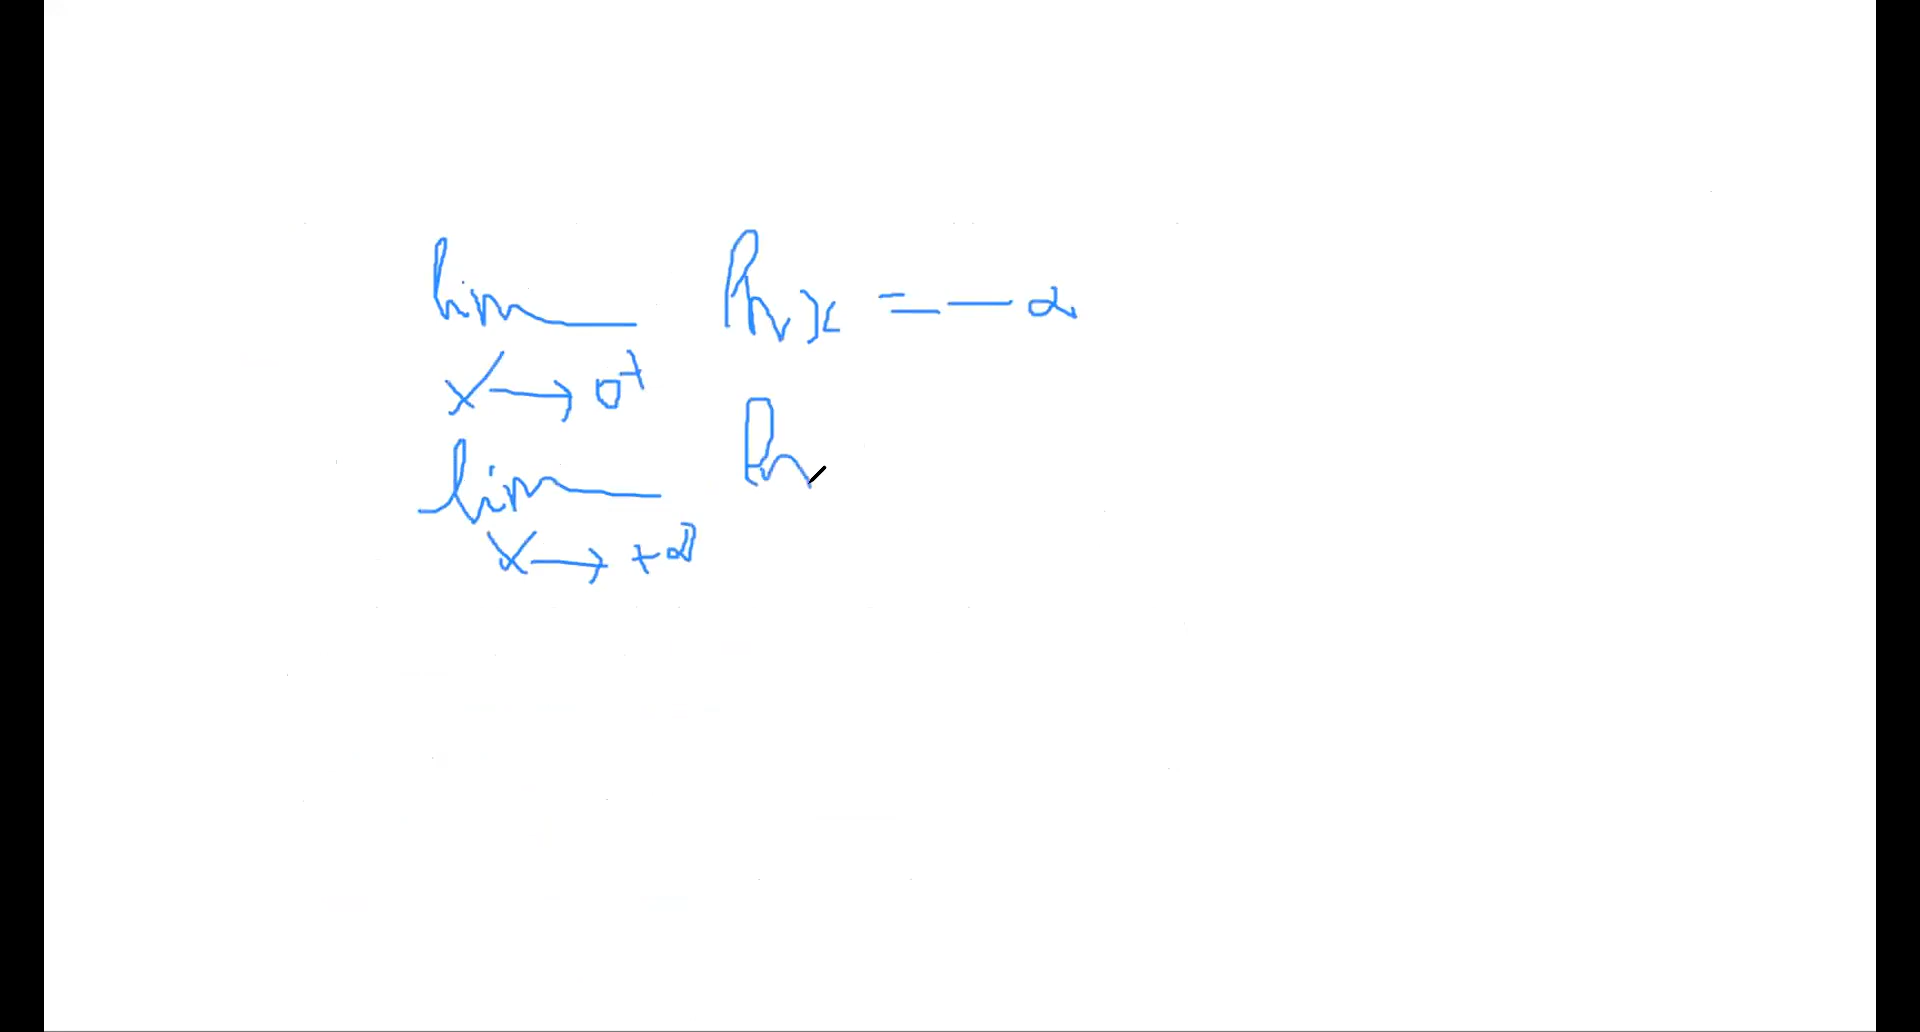 lim ln x = -∞
x → 0⁺
lim ln
x → +∞